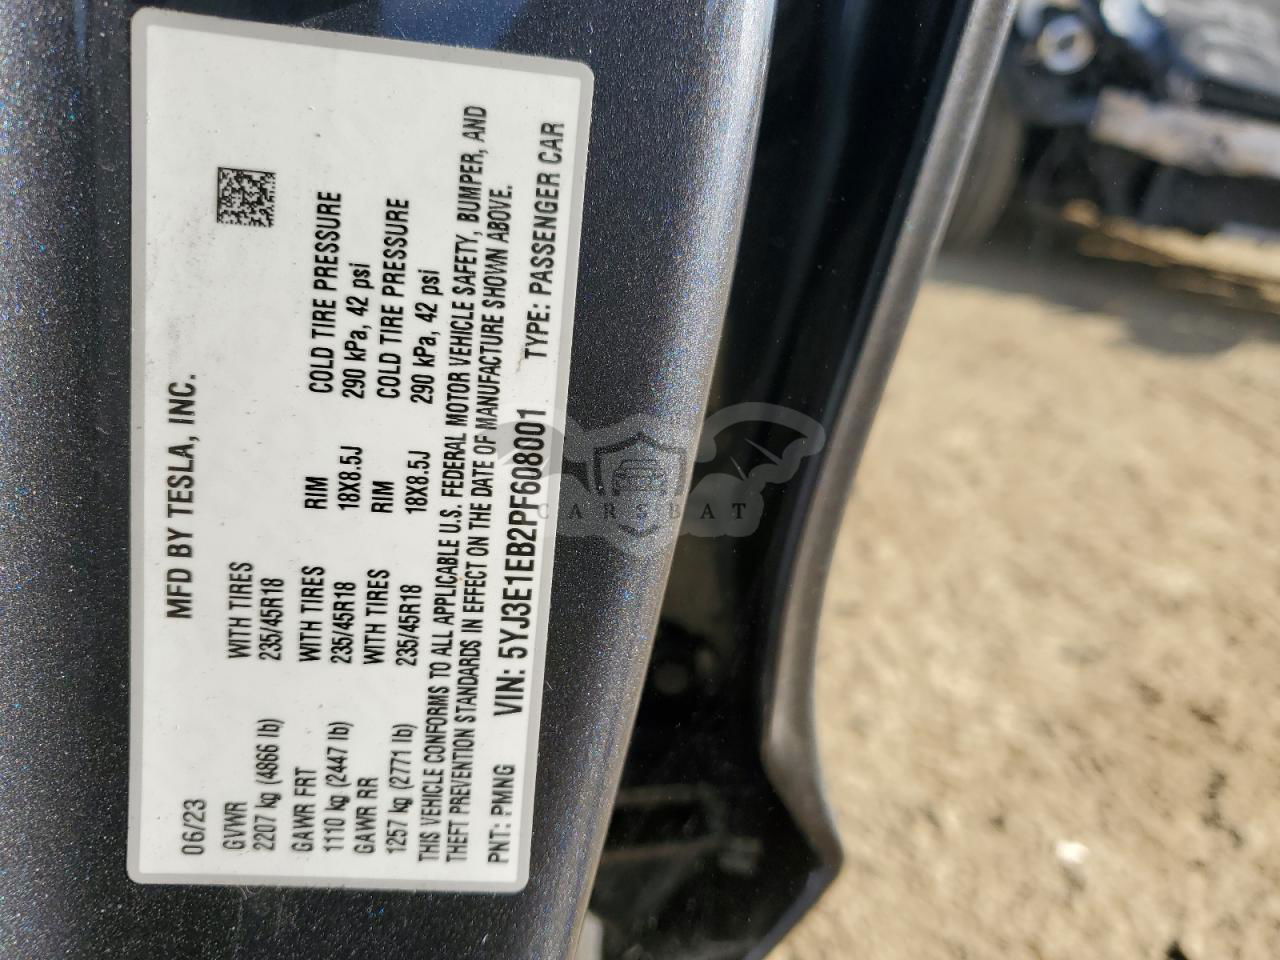 MFD BY TESLA, INC.
06/23
GVWR WITH TIRES
2207 kg (4866 lb) 235/45R18
GAWR FRT WITH TIRES RIM COLD TIRE PRESSURE
1110 kg (2447 lb) 235/45R18 18X8.5J 290 kPa, 42 psi
GAWR RR WITH TIRES RIM COLD TIRE PRESSURE
1257 kg (2771 lb) 235/45R18 18X8.5J 290 kPa, 42 psi
THIS VEHICLE CONFORMS TO ALL APPLICABLE U.S. FEDERAL MOTOR VEHICLE SAFETY, BUMPER, AND
THEFT PREVENTION STANDARDS IN EFFECT ON THE DATE OF MANUFACTURE SHOWN ABOVE.
PNT: PMNG VIN: 5YJ3E1EB2PF608001 TYPE: PASSENGER CAR
CARSBAT